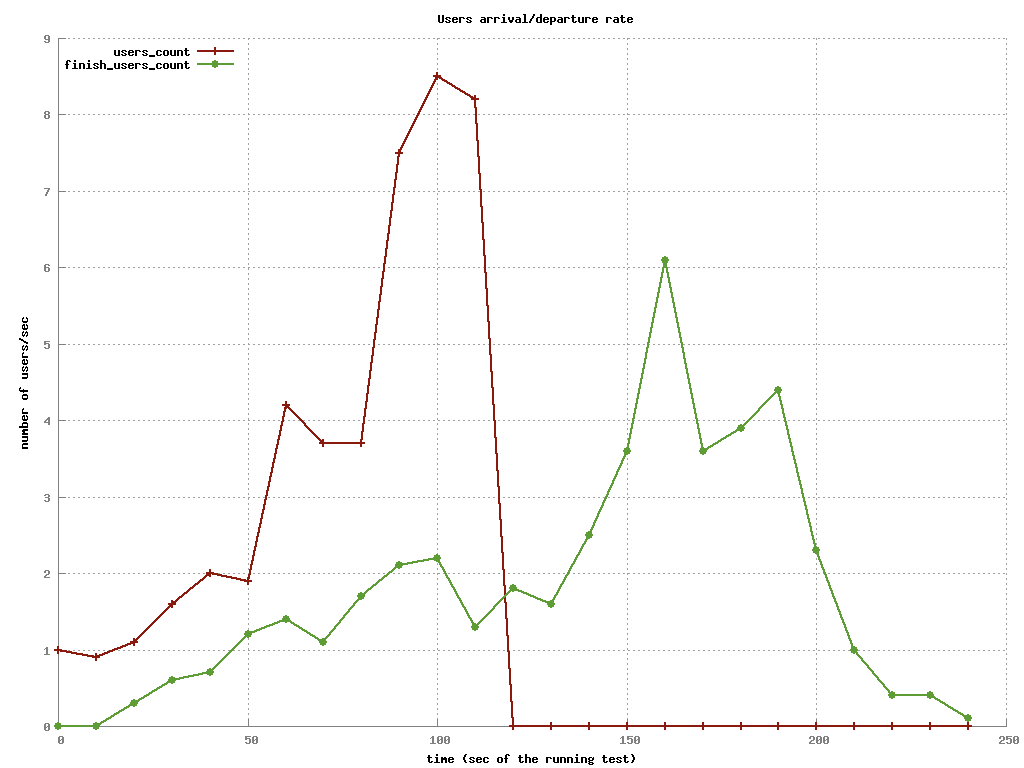 Users arrival/departure rate
users_count
finish_users_count
9
8
7
6
5
4
3
2
1
0
number of users/sec
0 50 100 150 200 250
time (sec of the running test)